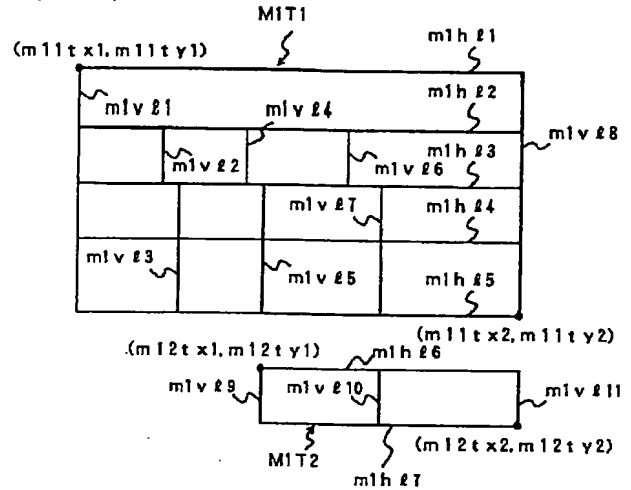 M1T1
(m11tx1, m11ty1)
m1hℓ1
m1hℓ2
m1vℓ1
m1vℓ4
m1vℓ8
m1hℓ3
m1vℓ2
m1vℓ6
m1vℓ7
m1hℓ4
m1vℓ3
m1vℓ5
m1hℓ5
(m11tx2, m11ty2)
(m12tx1, m12ty1)
m1hℓ6
m1vℓ9
m1vℓ10
m1vℓ11
(m12tx2, m12ty2)
M1T2
m1hℓ7